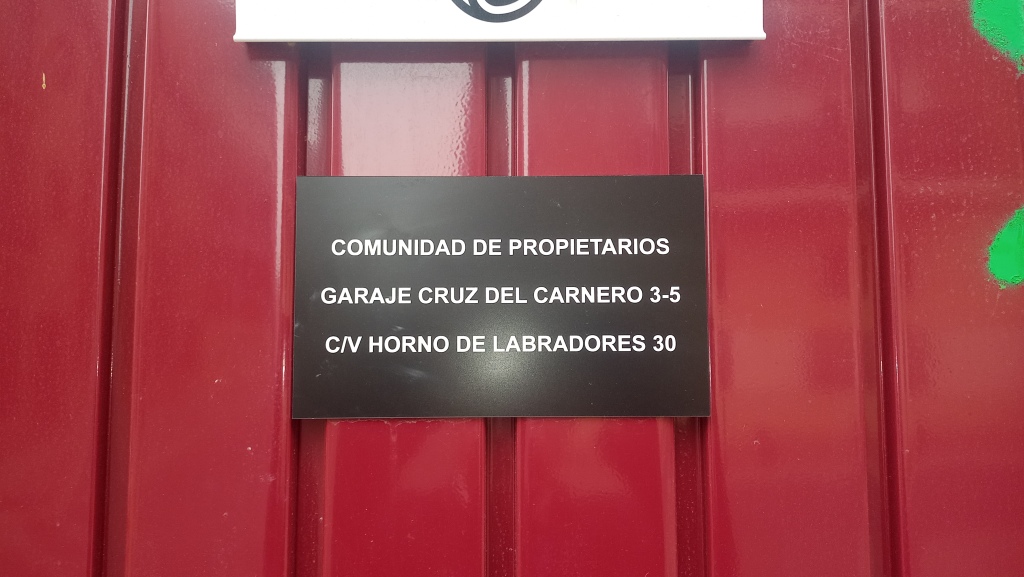 COMUNIDAD DE PROPIETARIOS
GARAJE CRUZ DEL CARNERO 3-5
C/V HORNO DE LABRADORES 30